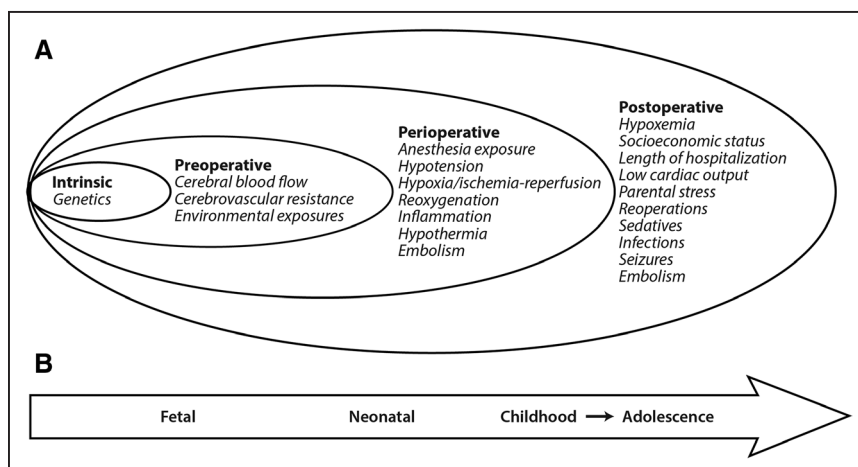 A
Intrinsic
Genetics
Preoperative
Cerebral blood flow
Cerebrovascular resistance
Environmental exposures
Perioperative
Anesthesia exposure
Hypotension
Hypoxia/ischemia-reperfusion
Reoxygenation
Inflammation
Hypothermia
Embolism
Postoperative
Hypoxemia
Socioeconomic status
Length of hospitalization
Low cardiac output
Parental stress
Reoperations
Sedatives
Infections
Seizures
Embolism
B
Fetal
Neonatal
Childhood → Adolescence